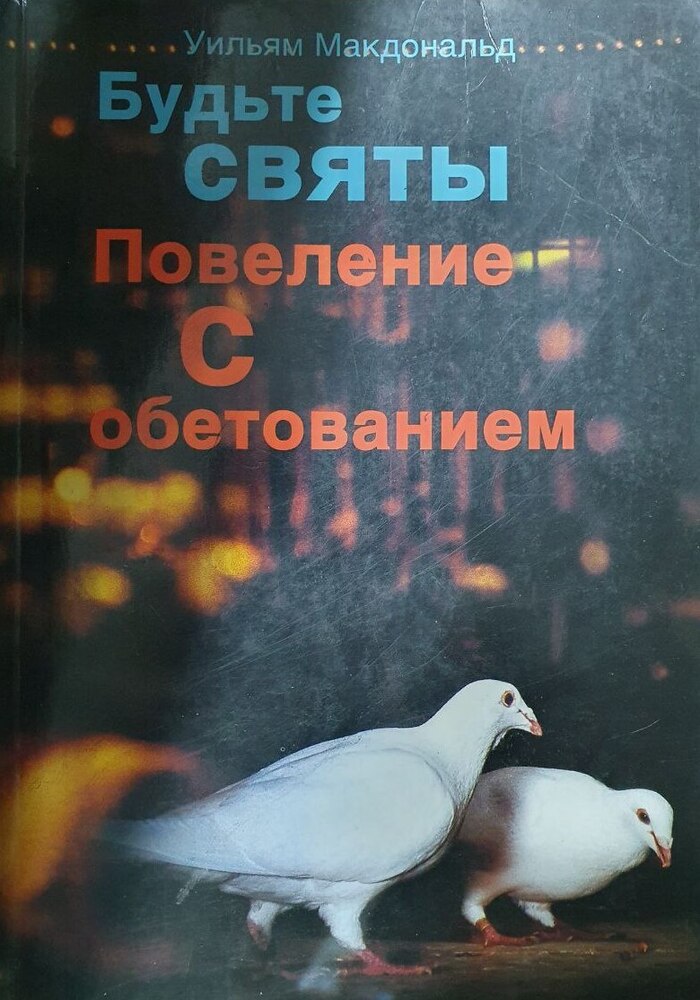 Уильям Макдональд
Будьте
святы
Повеление
С
обетованием